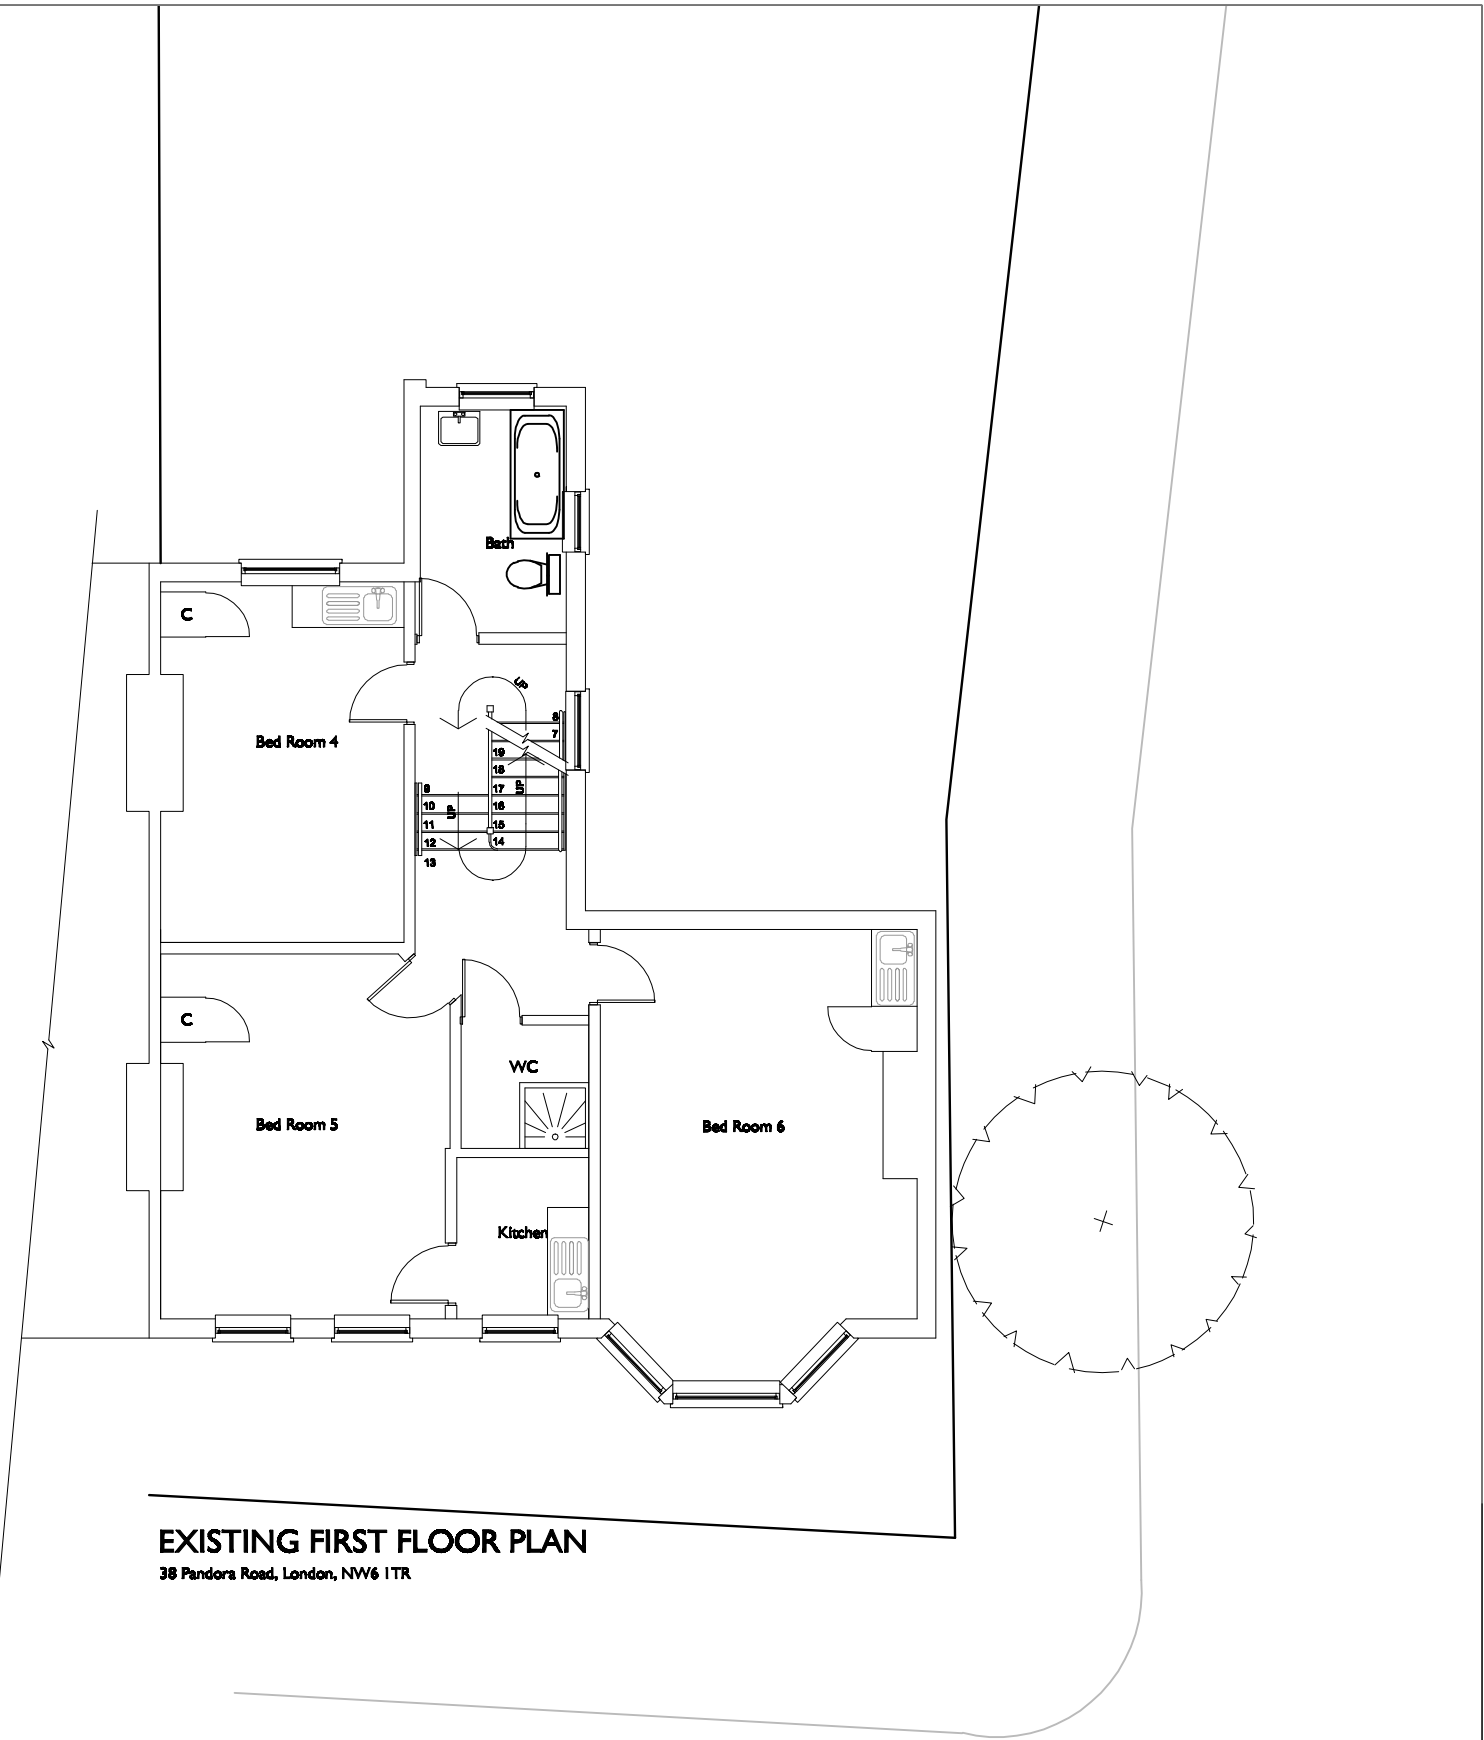 Bath
C
UP
Bed Room 4
8
7
19
18
9
17
UP
10
UP
16
11
15
12
14
13
C
WC
Bed Room 5
Bed Room 6
Kitchen
EXISTING FIRST FLOOR PLAN
38 Pandora Road, London, NW6 1TR